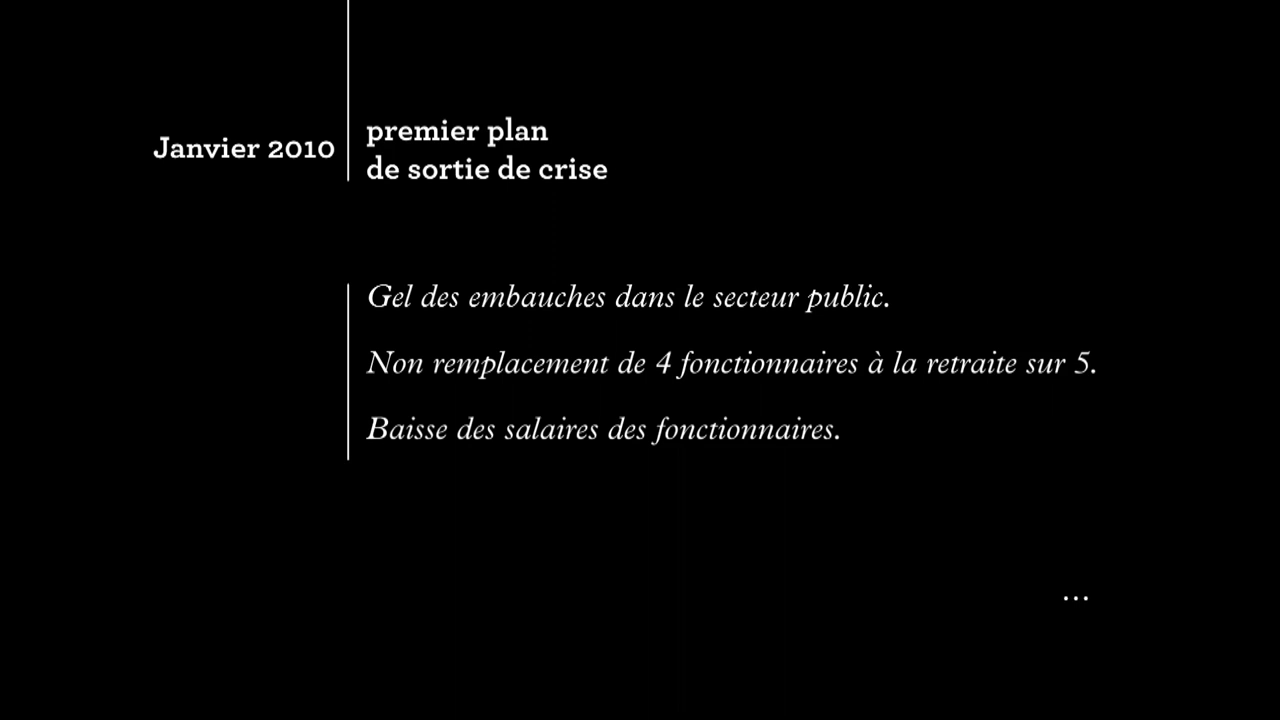 Janvier 2010
premier plan
de sortie de crise
Gel des embauches dans le secteur public.
Non remplacement de 4 fonctionnaires à la retraite sur 5.
Baisse des salaires des fonctionnaires.
...